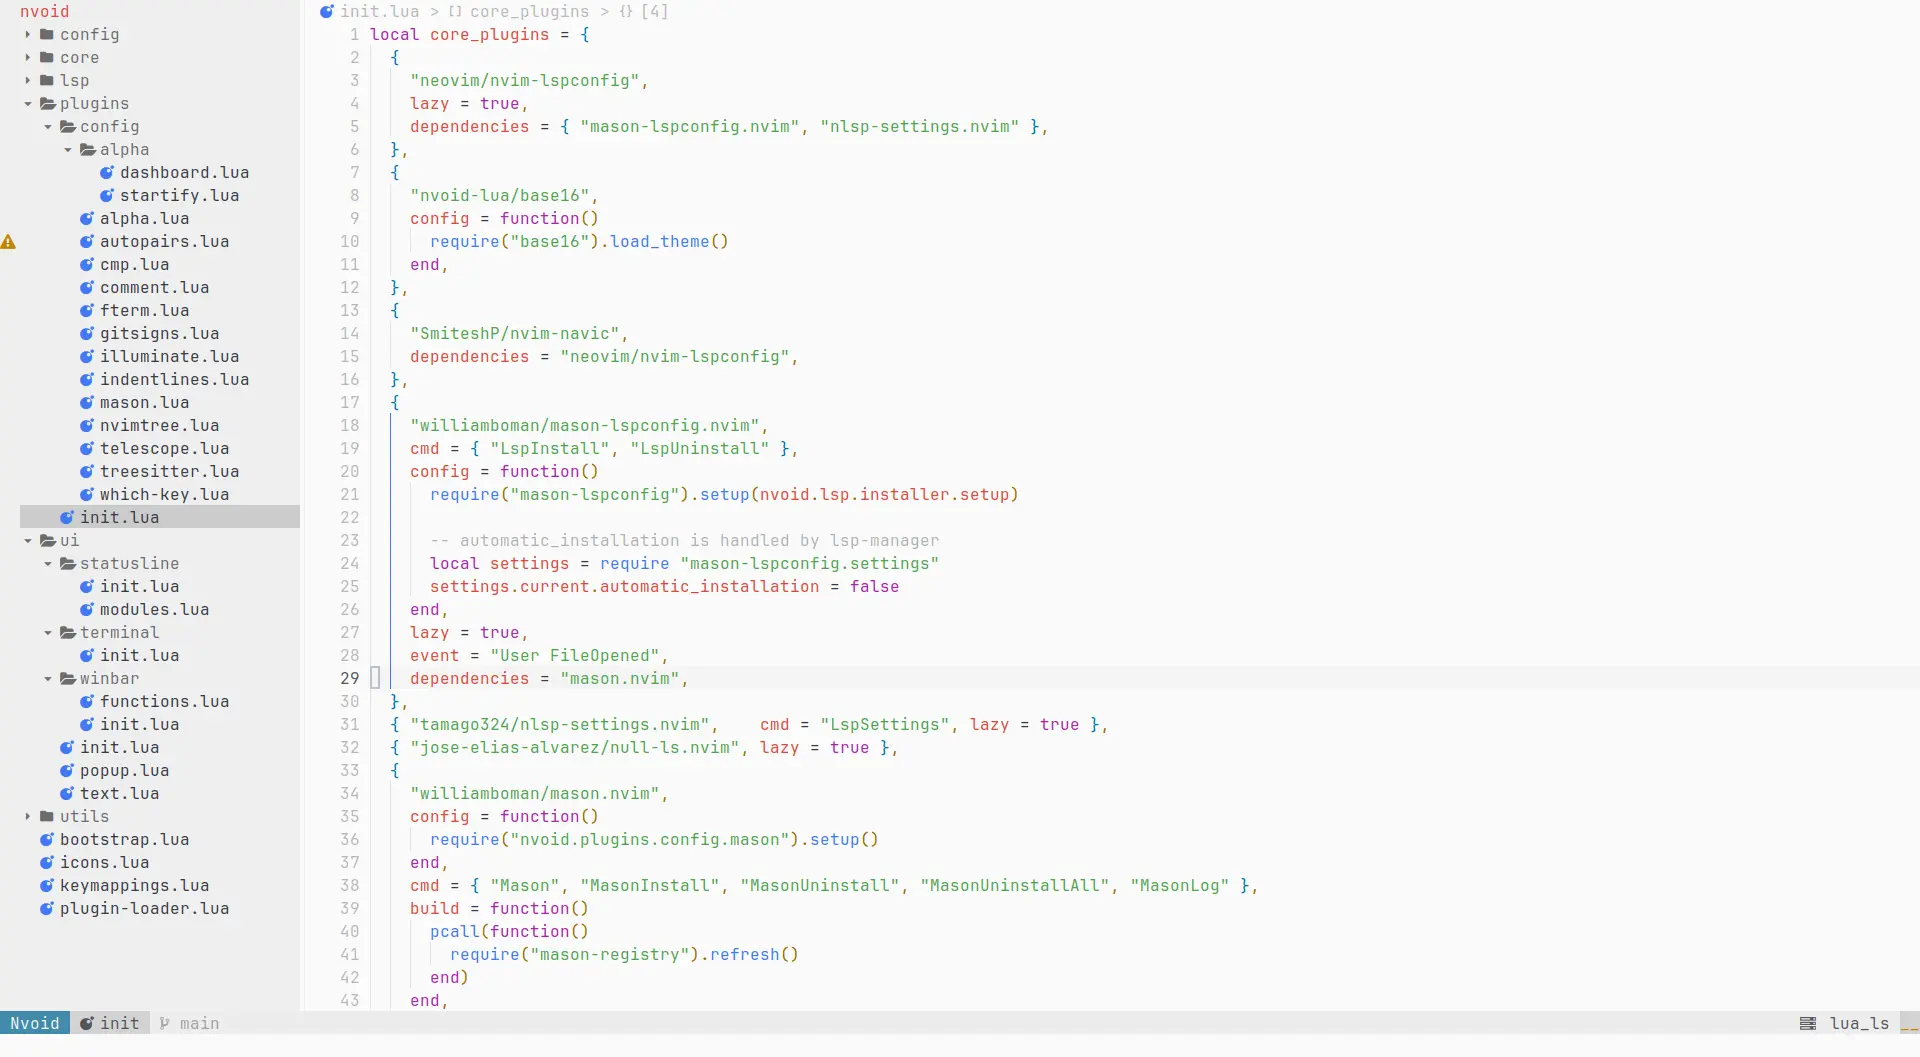 nvoid
config
core
lsp
plugins
config
alpha
dashboard.lua
startify.lua
alpha.lua
autopairs.lua
cmp.lua
comment.lua
fterm.lua
gitsigns.lua
illuminate.lua
indentlines.lua
mason.lua
nvimtree.lua
telescope.lua
treesitter.lua
which-key.lua
init.lua
ui
statusline
init.lua
modules.lua
terminal
init.lua
winbar
functions.lua
init.lua
init.lua
popup.lua
text.lua
utils
bootstrap.lua
icons.lua
keymappings.lua
plugin-loader.lua
init.lua > [] core_plugins > {} [4]
1 local core_plugins = {
2   {
3     "neovim/nvim-lspconfig",
4     lazy = true,
5     dependencies = { "mason-lspconfig.nvim", "nlsp-settings.nvim" },
6   },
7   {
8     "nvoid-lua/base16",
9     config = function()
10       require("base16").load_theme()
11     end,
12   },
13   {
14     "SmiteshP/nvim-navic",
15     dependencies = "neovim/nvim-lspconfig",
16   },
17   {
18     "williamboman/mason-lspconfig.nvim",
19     cmd = { "LspInstall", "LspUninstall" },
20     config = function()
21       require("mason-lspconfig").setup(nvoid.lsp.installer.setup)
22
23       -- automatic_installation is handled by lsp-manager
24       local settings = require "mason-lspconfig.settings"
25       settings.current.automatic_installation = false
26     end,
27     lazy = true,
28     event = "User FileOpened",
29     dependencies = "mason.nvim",
30   },
31   { "tamago324/nlsp-settings.nvim",    cmd = "LspSettings", lazy = true },
32   { "jose-elias-alvarez/null-ls.nvim", lazy = true },
33   {
34     "williamboman/mason.nvim",
35     config = function()
36       require("nvoid.plugins.config.mason").setup()
37     end,
38     cmd = { "Mason", "MasonInstall", "MasonUninstall", "MasonUninstallAll", "MasonLog" },
39     build = function()
40       pcall(function()
41         require("mason-registry").refresh()
42       end)
43     end,
Nvoid init main lua_ls __